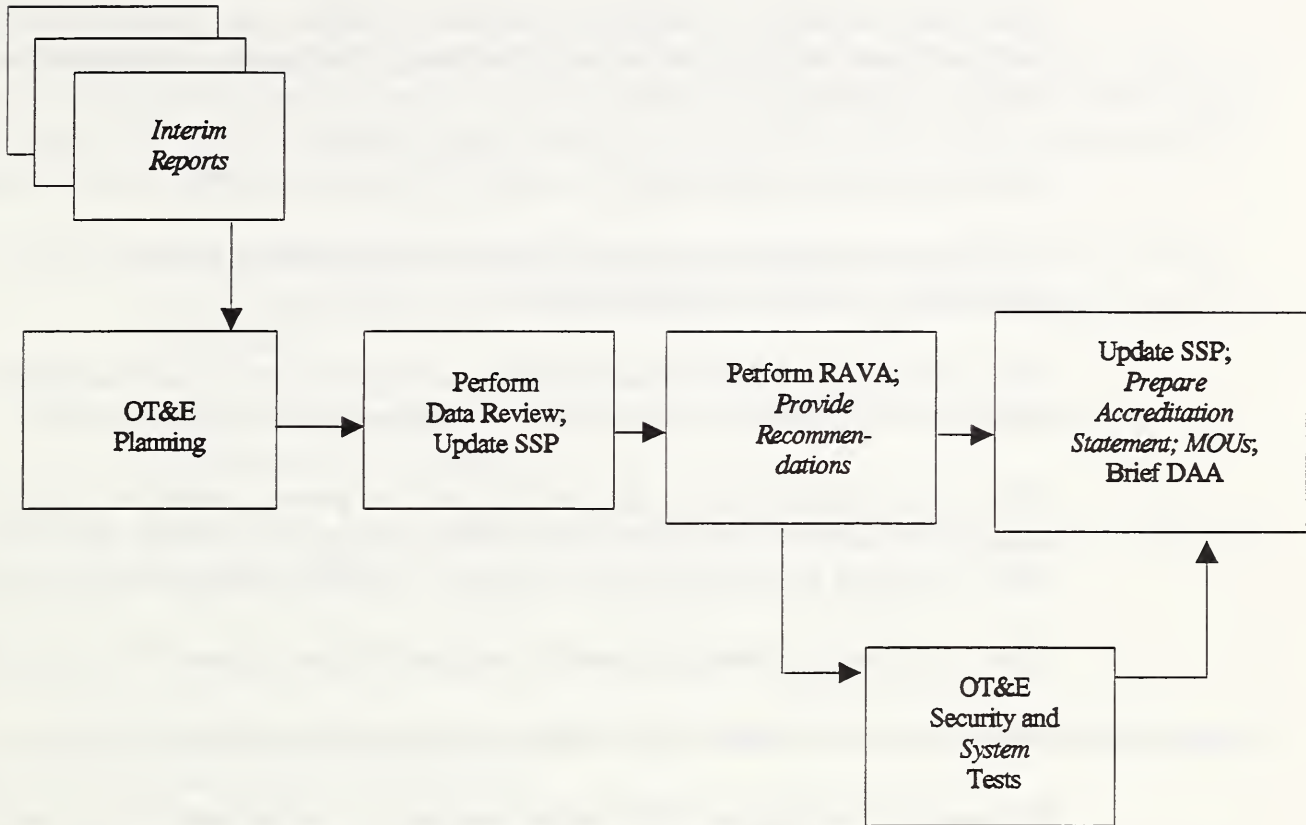 Interim
Reports
OT&E
Planning
Perform
Data Review;
Update SSP
Perform RAVA;
Provide
Recommen-
dations
Update SSP;
Prepare
Accreditation
Statement; MOUs;
Brief DAA
OT&E
Security and
System
Tests